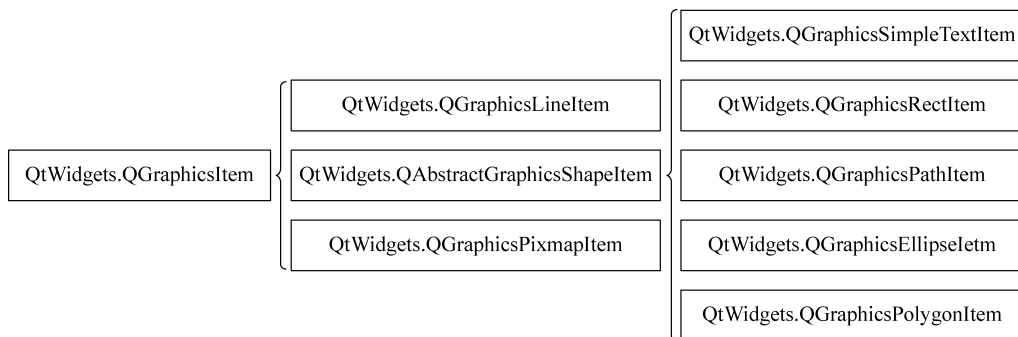 QtWidgets.QGraphicsItem
QtWidgets.QGraphicsLineItem
QtWidgets.QAbstractGraphicsShapeItem
QtWidgets.QGraphicsPixmapItem
QtWidgets.QGraphicsSimpleTextItem
QtWidgets.QGraphicsRectItem
QtWidgets.QGraphicsPathItem
QtWidgets.QGraphicsEllipseIetm
QtWidgets.QGraphicsPolygonItem